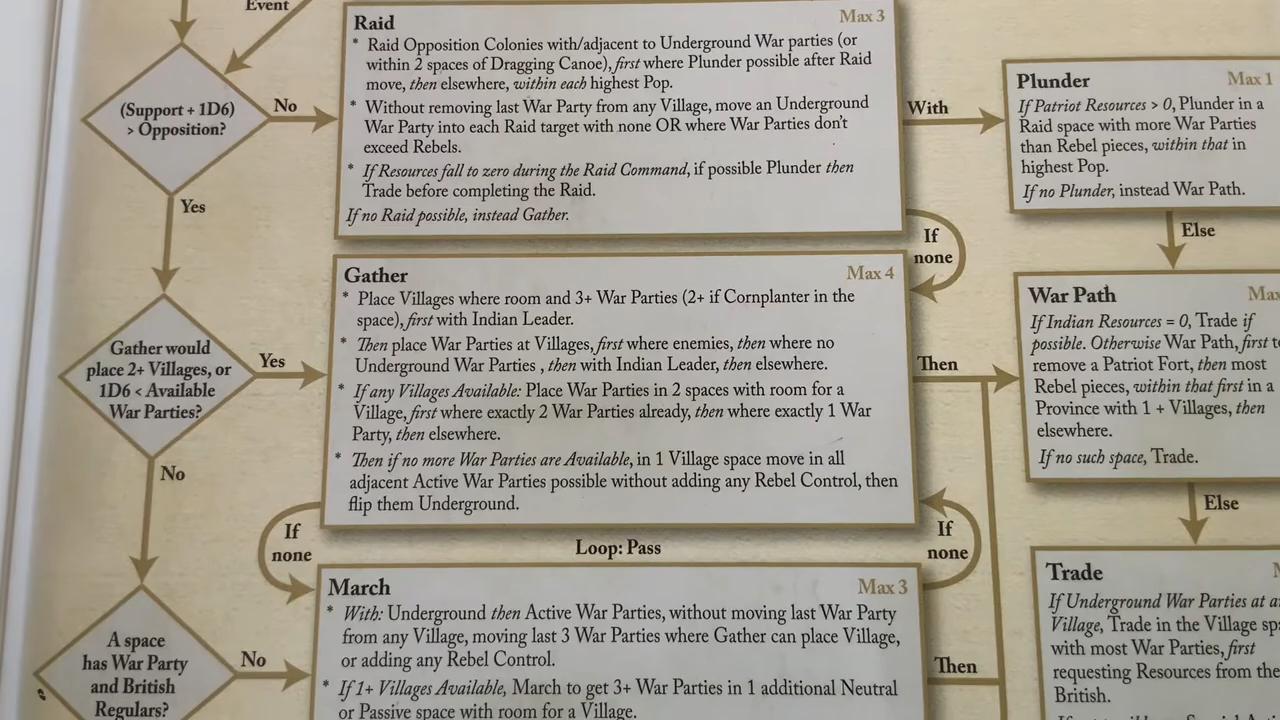 Event
(Support + 1D6)
> Opposition?
No
Yes
Raid
Max 3
* Raid Opposition Colonies with/adjacent to Underground War parties (or
within 2 spaces of Dragging Canoe), first where Plunder possible after Raid
move, then elsewhere, within each highest Pop.
* Without removing last War Party from any Village, move an Underground
War Party into each Raid target with none OR where War Parties don't
exceed Rebels.
* If Resources fall to zero during the Raid Command, if possible Plunder then
Trade before completing the Raid.
If no Raid possible, instead Gather.
With
Plunder
Max 1
If Patriot Resources > 0, Plunder in a
Raid space with more War Parties
than Rebel pieces, within that in
highest Pop.
If no Plunder, instead War Path.
If
none
Else
Gather would
place 2+ Villages, or
1D6 < Available
War Parties?
Yes
No
Gather
Max 4
* Place Villages where room and 3+ War Parties (2+ if Cornplanter in the
space), first with Indian Leader.
* Then place War Parties at Villages, first where enemies, then where no
Underground War Parties , then with Indian Leader, then elsewhere.
* If any Villages Available: Place War Parties in 2 spaces with room for a
Village, first where exactly 2 War Parties already, then where exactly 1 War
Party, then elsewhere.
* Then if no more War Parties are Available, in 1 Village space move in all
adjacent Active War Parties possible without adding any Rebel Control, then
flip them Underground.
Then
War Path
Max
If Indian Resources = 0, Trade if
possible. Otherwise War Path, first to
remove a Patriot Fort, then most
Rebel pieces, within that first in a
Province with 1 + Villages, then
elsewhere.
If no such space, Trade.
Else
If
none
Loop: Pass
If
none
A space
has War Party
and British
Regulars?
No
March
Max 3
* With: Underground then Active War Parties, without moving last War Party
from any Village, moving last 3 War Parties where Gather can place Village,
or adding any Rebel Control.
* If 1+ Villages Available, March to get 3+ War Parties in 1 additional Neutral
or Passive space with room for a Village.
Then
Trade
If Underground War Parties at a
Village, Trade in the Village
with most War Parties, first
requesting Resources from the
British.